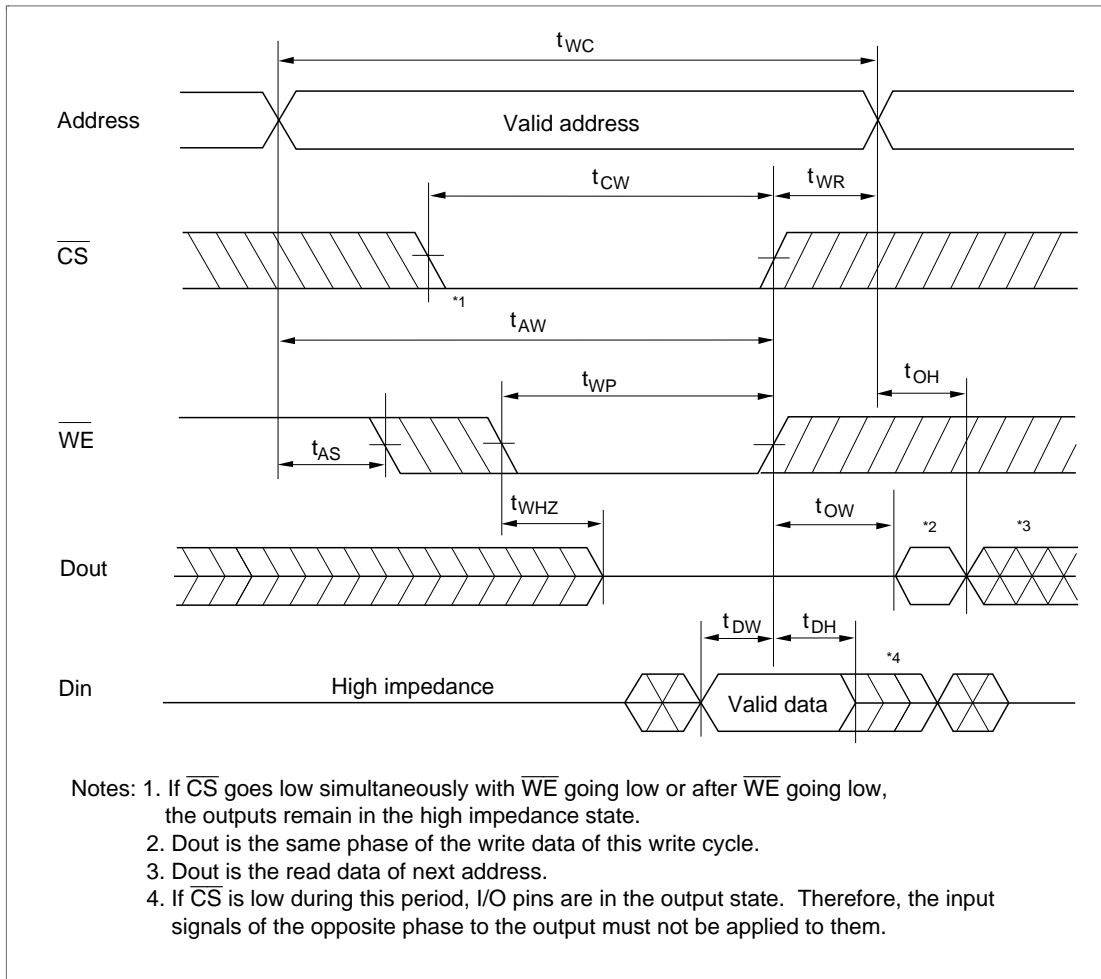 tWC
Address
Valid address
tCW
tWR
CS
*1
tAW
tWP
tOH
WE
tAS
tWHZ
tOW
*2
*3
Dout
tDW
tDH
*4
Din
High impedance
Valid data
Notes: 1. If CS goes low simultaneously with WE going low or after WE going low,
the outputs remain in the high impedance state.
2. Dout is the same phase of the write data of this write cycle.
3. Dout is the read data of next address.
4. If CS is low during this period, I/O pins are in the output state. Therefore, the input
signals of the opposite phase to the output must not be applied to them.